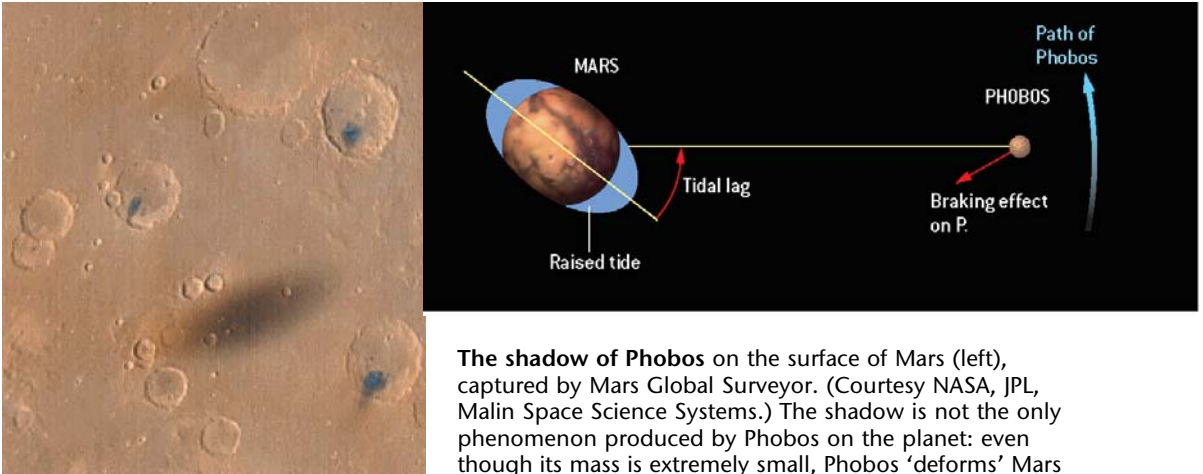 Path of
Phobos
MARS
PHOBOS
Tidal lag
Braking effect
on P.
Raised tide
The shadow of Phobos on the surface of Mars (left),
captured by Mars Global Surveyor. (Courtesy NASA, JPL,
Malin Space Science Systems.) The shadow is not the only
phenomenon produced by Phobos on the planet: even
though its mass is extremely small, Phobos ‘deforms’ Mars